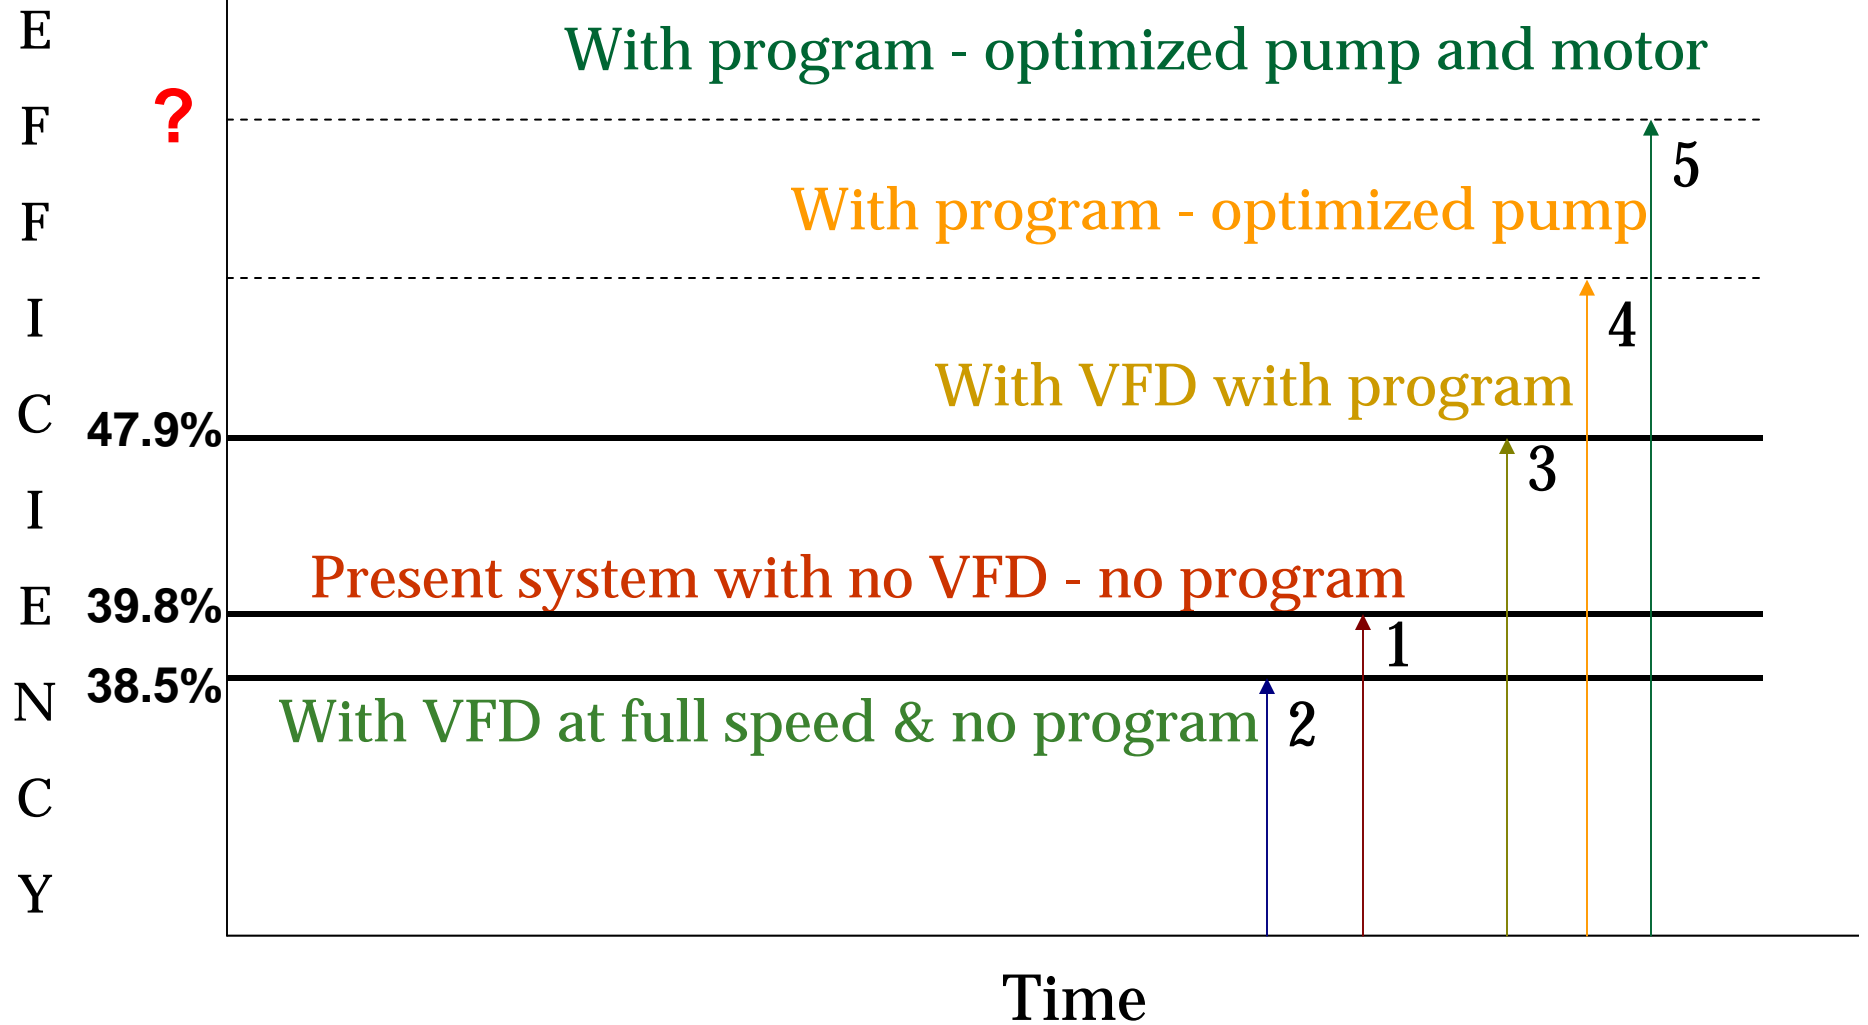 E
F
F
I
C
I
E
N
C
Y
With program - optimized pump and motor
?
5
With program - optimized pump
4
With VFD with program
47.9%
3
Present system with no VFD - no program
39.8%
1
38.5%
With VFD at full speed & no program
2
Time